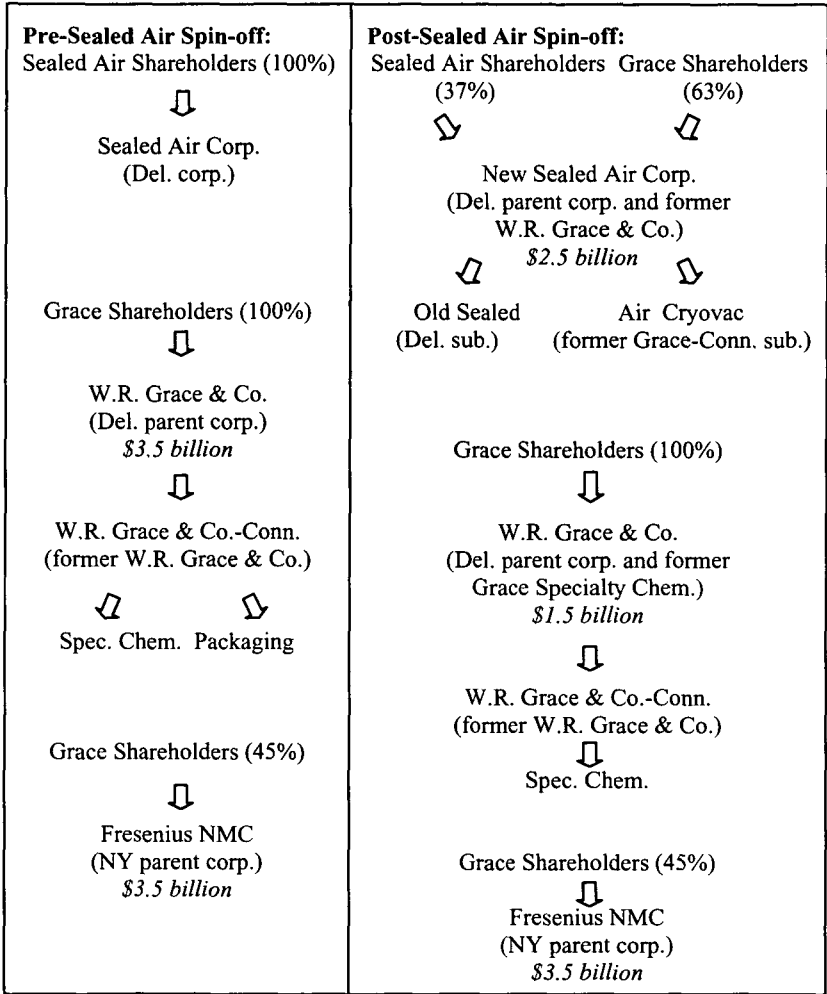 Pre-Sealed Air Spin-off:
Sealed Air Shareholders (100%)
Sealed Air Corp.
(Del. corp.)
Grace Shareholders (100%)
W.R. Grace & Co.
(Del. parent corp.)
$3.5 billion
W.R. Grace & Co.-Conn.
(former W.R. Grace & Co.)
Spec. Chem. Packaging
Grace Shareholders (45%)
Fresenius NMC
(NY parent corp.)
$3.5 billion
Post-Sealed Air Spin-off:
Sealed Air Shareholders Grace Shareholders
(37%) (63%)
New Sealed Air Corp.
(Del. parent corp. and former
W.R. Grace & Co.)
$2.5 billion
Old Sealed Air Cryovac
(Del. sub.) (former Grace-Conn. sub.)
Grace Shareholders (100%)
W.R. Grace & Co.
(Del. parent corp. and former
Grace Specialty Chem.)
$1.5 billion
W.R. Grace & Co.-Conn.
(former W.R. Grace & Co.)
Spec. Chem.
Grace Shareholders (45%)
Fresenius NMC
(NY parent corp.)
$3.5 billion